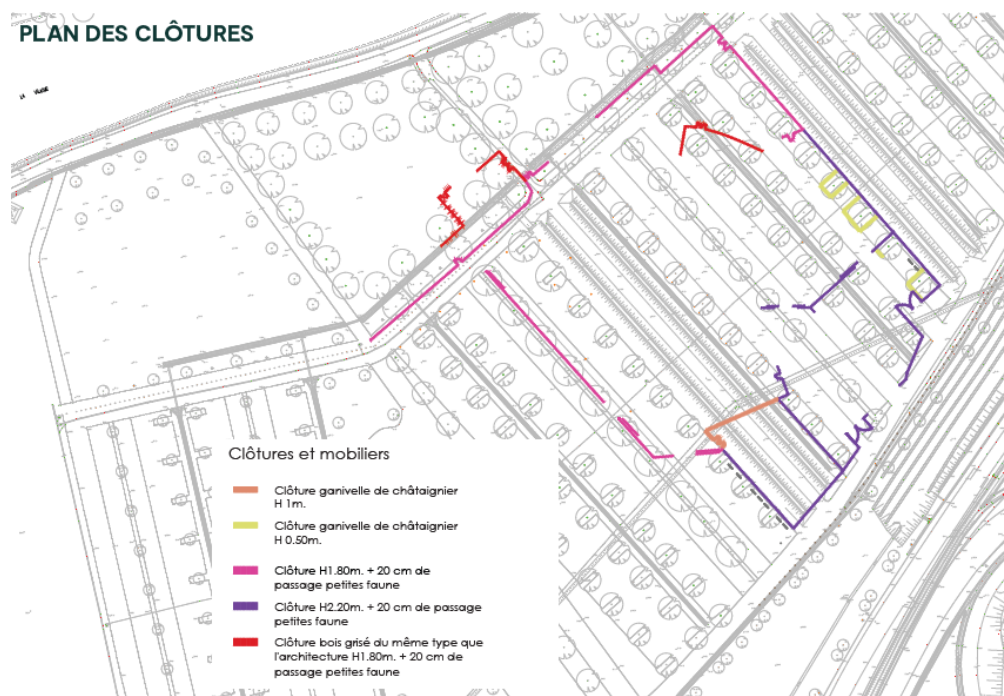 PLAN DES CLÔTURES
Clôtures et mobiliers
Clôture ganivelle de châtaignier
H 1m.
Clôture ganivelle de châtaignier
H 0.50m.
Clôture H1.80m. + 20 cm de
passage petites faune
Clôture H2.20m. + 20 cm de passage
petites faune
Clôture bois grisé du même type que
l'architecture H1.80m. + 20 cm de
passage petites faune